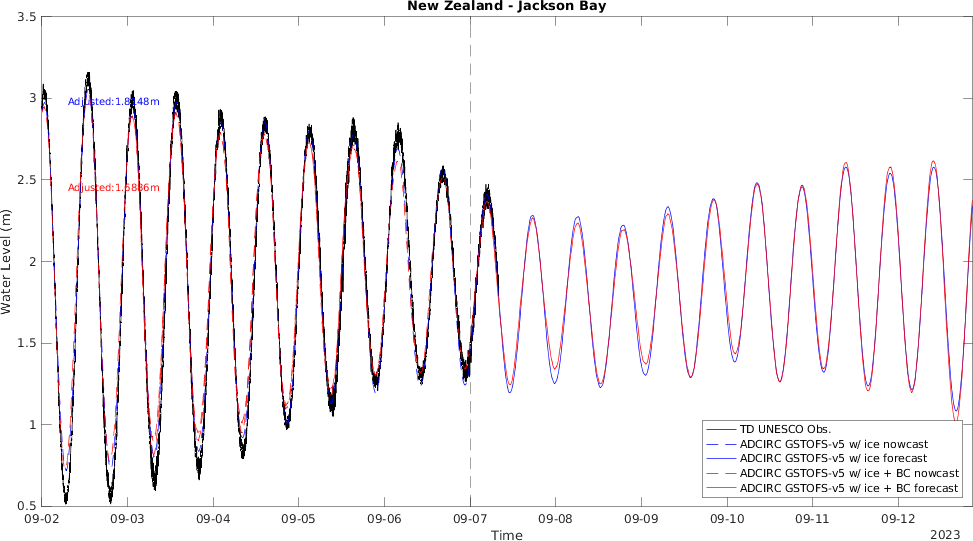 New Zealand - Jackson Bay
3.5
3
2.5
2
1.5
1
0.5
Water Level (m)
Adjusted:1.8148m
Adjusted:1.5886m
TD UNESCO Obs.
ADCIRC GSTOFS-v5 w/ ice nowcast
ADCIRC GSTOFS-v5 w/ ice forecast
ADCIRC GSTOFS-v5 w/ ice + BC nowcast
ADCIRC GSTOFS-v5 w/ ice + BC forecast
09-02 09-03 09-04 09-05 09-06 09-07 09-08 09-09 09-10 09-11 09-12
Time
2023